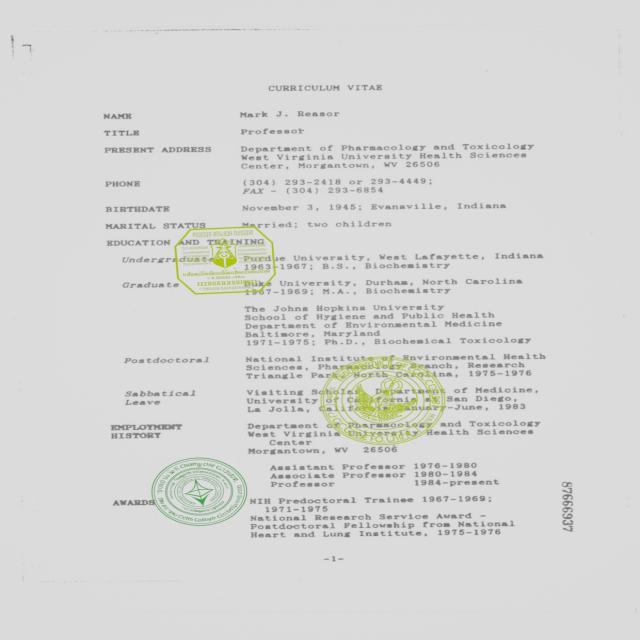 CURRICULUM VITAE
NAME Mark J. Reasor
TITLE Professor
PRESENT ADDRESS Department of Pharmacology and Toxicology
West Virginia University Health Sciences
Center, Morgantown, WV 26506
PHONE (304) 293-2418 or 293-4449;
FAX - (304) 293-6854
BIRTHDATE November 3, 1945; Evansville, Indiana
MARITAL STATUS Married; two children
EDUCATION AND TRAINING
Undergraduate Purdue University, West Lafayette, Indiana
1963-1967; B.S., Biochemistry
Graduate Duke University, Durham, North Carolina
1967-1969; M.A., Biochemistry
The Johns Hopkins University
School of Hygiene and Public Health
Department of Environmental Medicine
Baltimore, Maryland
1971-1975; Ph.D., Biochemical Toxicology
Postdoctoral National Institute of Environmental Health
Sciences, Pharmacology Branch, Research
Triangle Park, North Carolina, 1975-1976
Sabbatical Visiting Scholar, Department of Medicine,
Leave University of California at San Diego,
La Jolla, California January-June, 1983
EMPLOYMENT Department of Pharmacology and Toxicology
HISTORY West Virginia University Health Sciences
Center
Morgantown, WV 26506
Assistant Professor 1976-1980
Associate Professor 1980-1984
Professor 1984-present
AWARDS NIH Predoctoral Trainee 1967-1969;
1971-1975
National Research Service Award -
Postdoctoral Fellowship from National
Heart and Lung Institute, 1975-1976
-1-
87666937